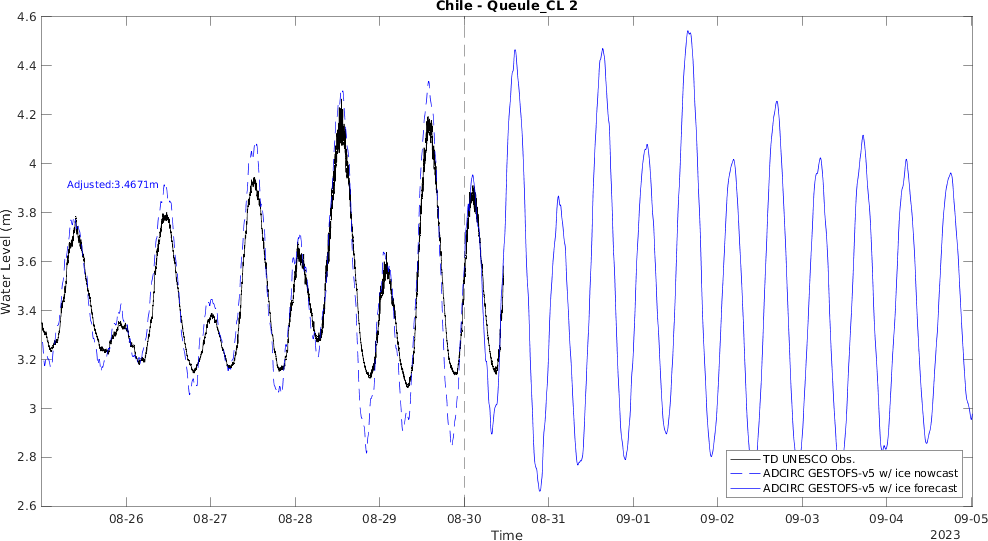 Chile - Queule_CL 2
4.6
4.4
4.2
4
3.8
3.6
3.4
3.2
3
2.8
2.6
Water Level (m)
Adjusted:3.4671m
TD UNESCO Obs.
ADCIRC GESTOFS-v5 w/ ice nowcast
ADCIRC GESTOFS-v5 w/ ice forecast
08-26 08-27 08-28 08-29 08-30 08-31 09-01 09-02 09-03 09-04 09-05
Time
2023